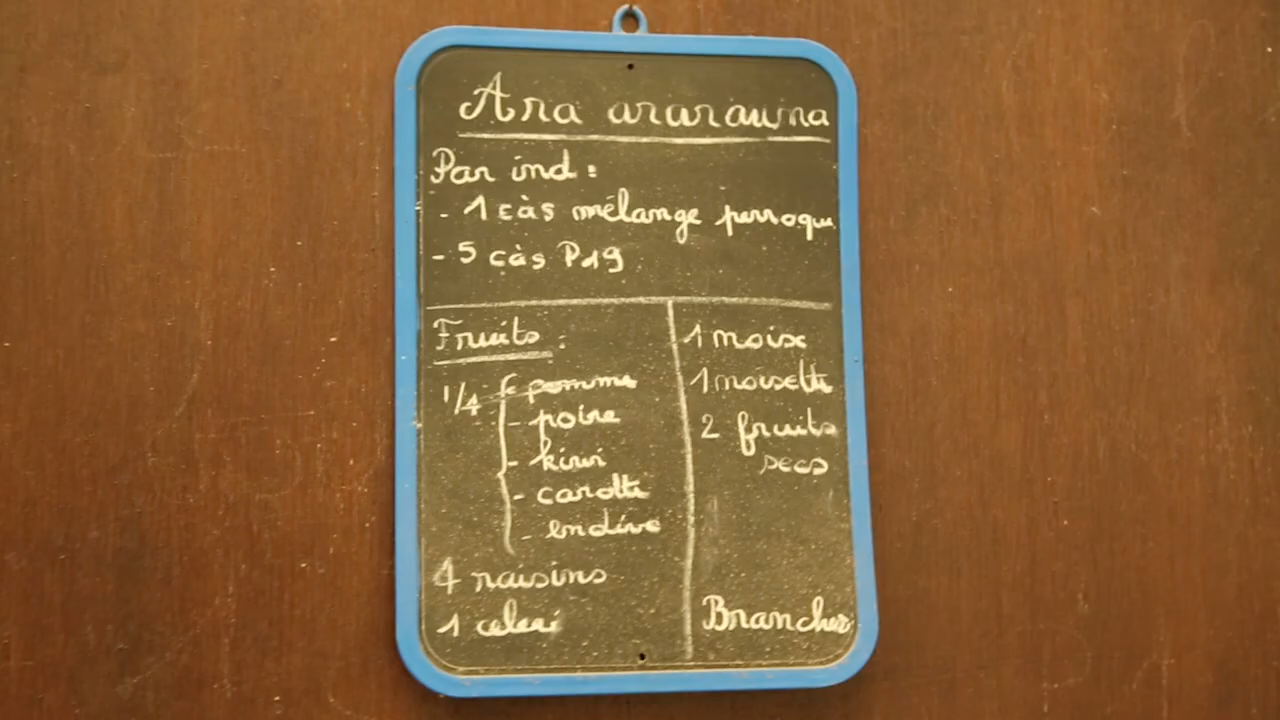 Ara ararauna
Par ind :
- 1 càs mélange perroqu
- 5 càs P19
Fruits :
1/4 { - pomme
- poire
- kiwi
- carotte
- endive
4 raisins
1 celeri
1 noix
1 noisette
2 fruits
secs
Branches